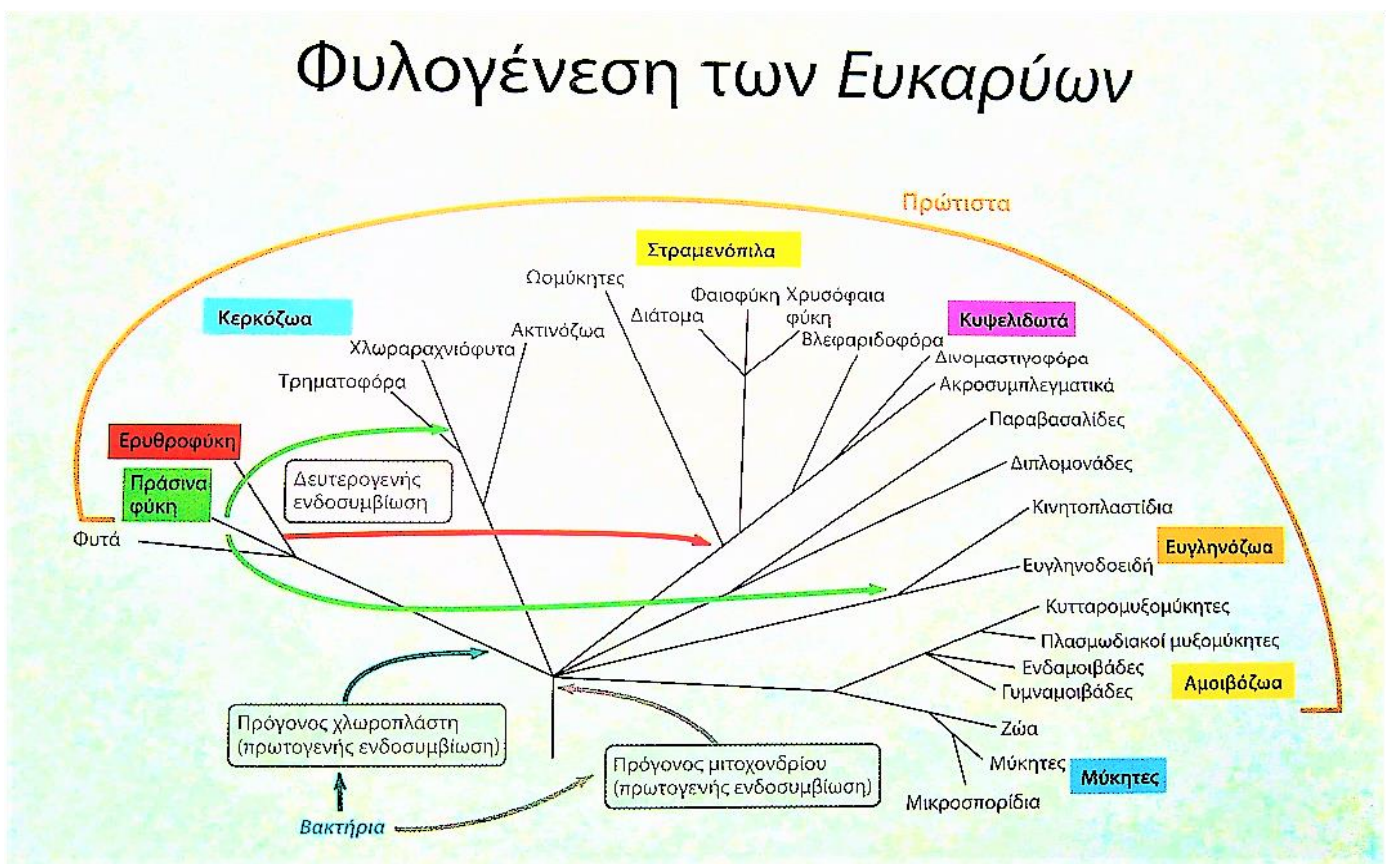 Φυλογένεση των Ευκαρύων
Πρώτιστα
Στραμενόπιλα
Ωομύκητες
Φαιοφύκη
Χρυσόφαια
φύκη
Διάτομα
Κερκόζωα
Ακτινόζωα
Βλεφαριδοφόρα
Κυψελιδωτά
Χλωραραχνιόφυτα
Δινομαστιγοφόρα
Τρηματοφόρα
Ακροσυμπλεγματικά
Παραβασαλίδες
Ερυθροφύκη
Διπλομονάδες
Πράσινα
φύκη
Δευτερογενής
ενδοσυμβίωση
Κινητοπλαστίδια
Φυτά
Ευγληνόζωα
Ευγληνοδοειδή
Κυτταρομυξομύκητες
Πλασμωδιακοί μυξομύκητες
Ενδαμοιβάδες
Γυμναμοιβάδες
Αμοιβόζωα
Πρόγονος χλωροπλάστη
(πρωτογενής ενδοσυμβίωση)
Ζώα
Πρόγονος μιτοχονδρίου
(πρωτογενής ενδοσυμβίωση)
Μύκητες
Μύκητες
Μικροσπορίδια
Βακτήρια